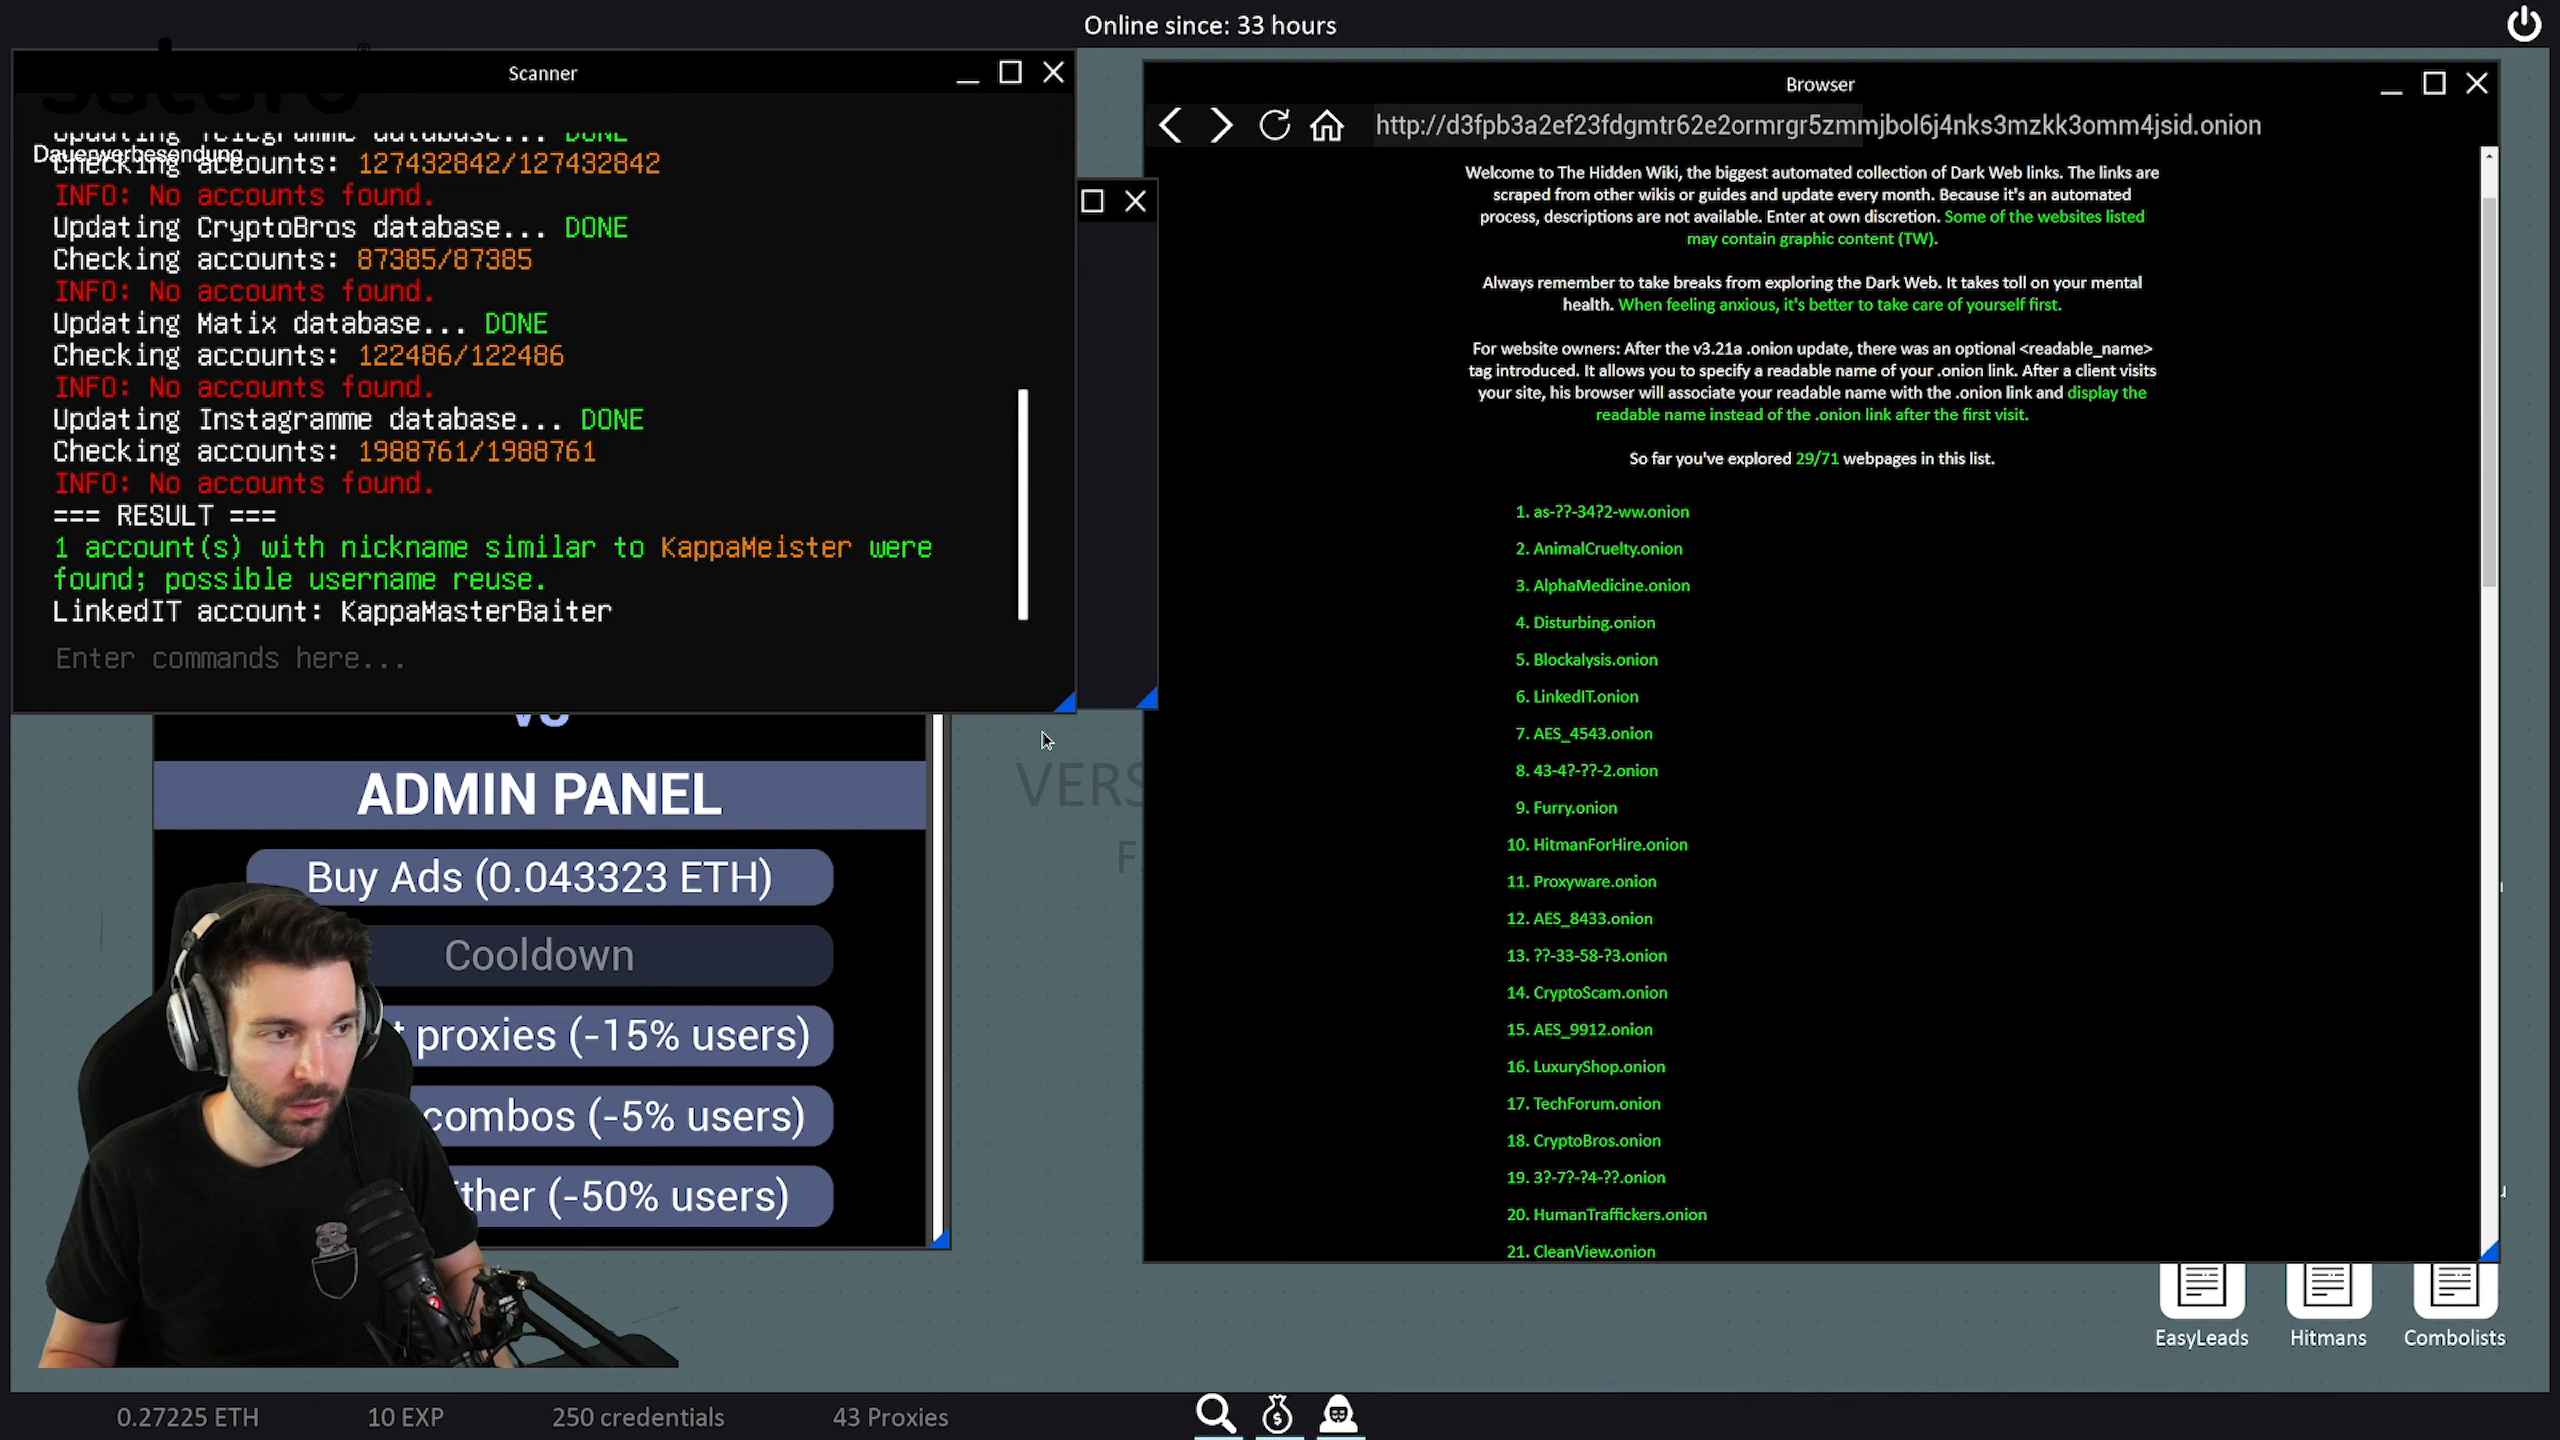 Online since: 33 hours
Scanner
Dauerwerbesendung
Updating Telegramme database... DONE
Checking accounts: 127432842/127432842
INFO: No accounts found.
Updating CryptoBros database... DONE
Checking accounts: 87385/87385
INFO: No accounts found.
Updating Matix database... DONE
Checking accounts: 122486/122486
INFO: No accounts found.
Updating Instagramme database... DONE
Checking accounts: 1988761/1988761
INFO: No accounts found.
=== RESULT ===
1 account(s) with nickname similar to KappaMeister were
found; possible username reuse.
LinkedIT account: KappaMasterBaiter
Enter commands here...
v3
ADMIN PANEL
Buy Ads (0.043323 ETH)
Cooldown
t proxies (-15% users)
combos (-5% users)
ither (-50% users)
VERS
F
Browser
http://d3fpb3a2ef23fdgmtr62e2ormrgr5zmmjbol6j4nks3mzkk3omm4jsid.onion
Welcome to The Hidden Wiki, the biggest automated collection of Dark Web links. The links are
scraped from other wikis or guides and update every month. Because it's an automated
process, descriptions are not available. Enter at own discretion. Some of the websites listed
may contain graphic content (TW).
Always remember to take breaks from exploring the Dark Web. It takes toll on your mental
health. When feeling anxious, it's better to take care of yourself first.
For website owners: After the v3.21a .onion update, there was an optional <readable_name>
tag introduced. It allows you to specify a readable name of your .onion link. After a client visits
your site, his browser will associate your readable name with the .onion link and display the
readable name instead of the .onion link after the first visit.
So far you've explored 29/71 webpages in this list.
1. as-??-34?2-ww.onion
2. AnimalCruelty.onion
3. AlphaMedicine.onion
4. Disturbing.onion
5. Blockalysis.onion
6. LinkedIT.onion
7. AES_4543.onion
8. 43-4?-??-2.onion
9. Furry.onion
10. HitmanForHire.onion
11. Proxyware.onion
12. AES_8433.onion
13. ??-33-58-?3.onion
14. CryptoScam.onion
15. AES_9912.onion
16. LuxuryShop.onion
17. TechForum.onion
18. CryptoBros.onion
19. 3?-7?-?4-??.onion
20. HumanTraffickers.onion
21. CleanView.onion
EasyLeads
Hitmans
Combolists
0.27225 ETH
10 EXP
250 credentials
43 Proxies